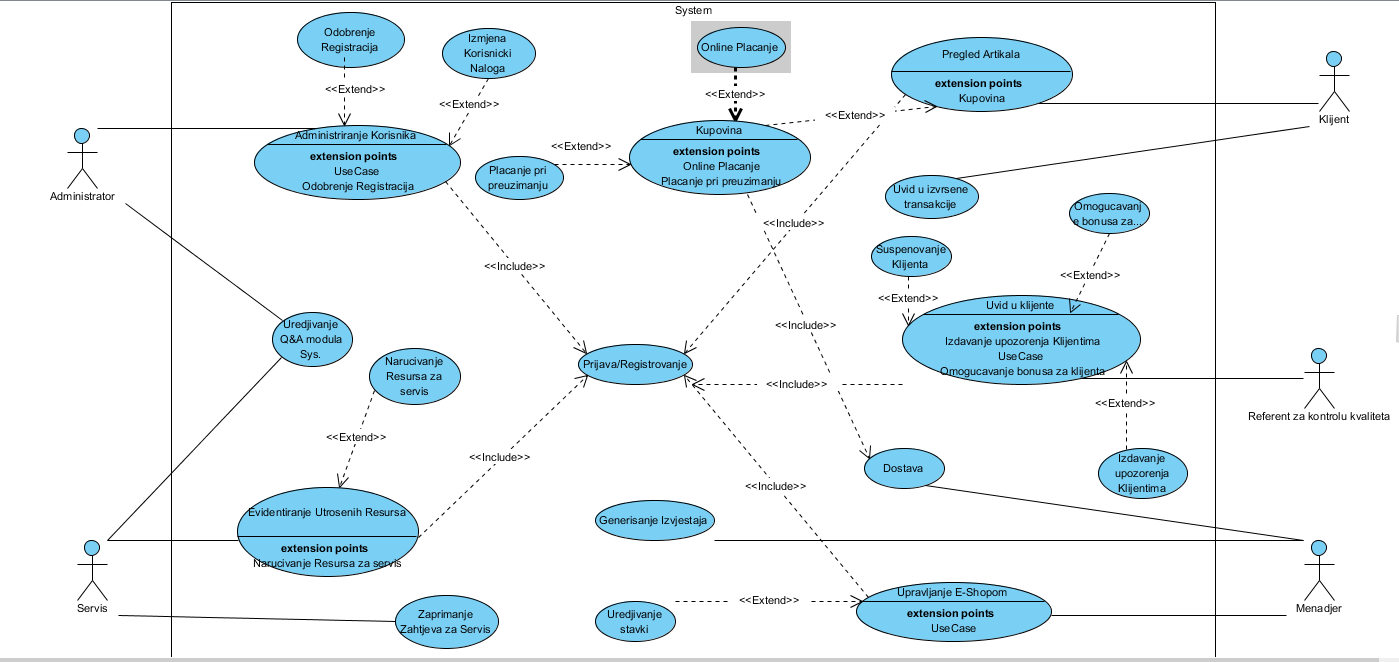 System
Odobrenje
Registracija
Izmjena
Korisnicki
Naloga
Online Placanje
Pregled Artikala
extension points
Kupovina
<<Extend>>
<<Extend>>
<<Extend>>
<<Extend>>
Klijent
Administriranje Korisnika
extension points
UseCase
Odobrenje Registracija
Kupovina
extension points
Online Placanje
Placanje pri preuzimanju
<<Extend>>
Placanje pri
preuzimanju
Administrator
Uvid u izvrsene
transakcije
Omogucavanj
e bonusa za...
<<Include>>
Suspenovanje
Klijenta
<<Include>>
<<Extend>>
<<Extend>>
Uvid u klijente
extension points
Izdavanje upozorenja Klijentima
UseCase
Omogucavanje bonusa za klijenta
Uredjivanje
Q&A modula
Sys.
<<Include>>
Narucivanje
Resursa za
servis
Prijava/Registrovanje
<<Include>>
<<Extend>>
Referent za kontrolu kvaliteta
<<Extend>>
<<Include>>
Dostava
Izdavanje
upozorenja
Klijentima
<<Include>>
Evidentiranje Utrosenih Resursa
extension points
Narucivanje Resursa za servis
Generisanje Izvjestaja
Servis
Zaprimanje
Zahtjeva za Servis
Uredjivanje
stavki
<<Extend>>
Upravljanje E-Shopom
extension points
UseCase
Menadjer